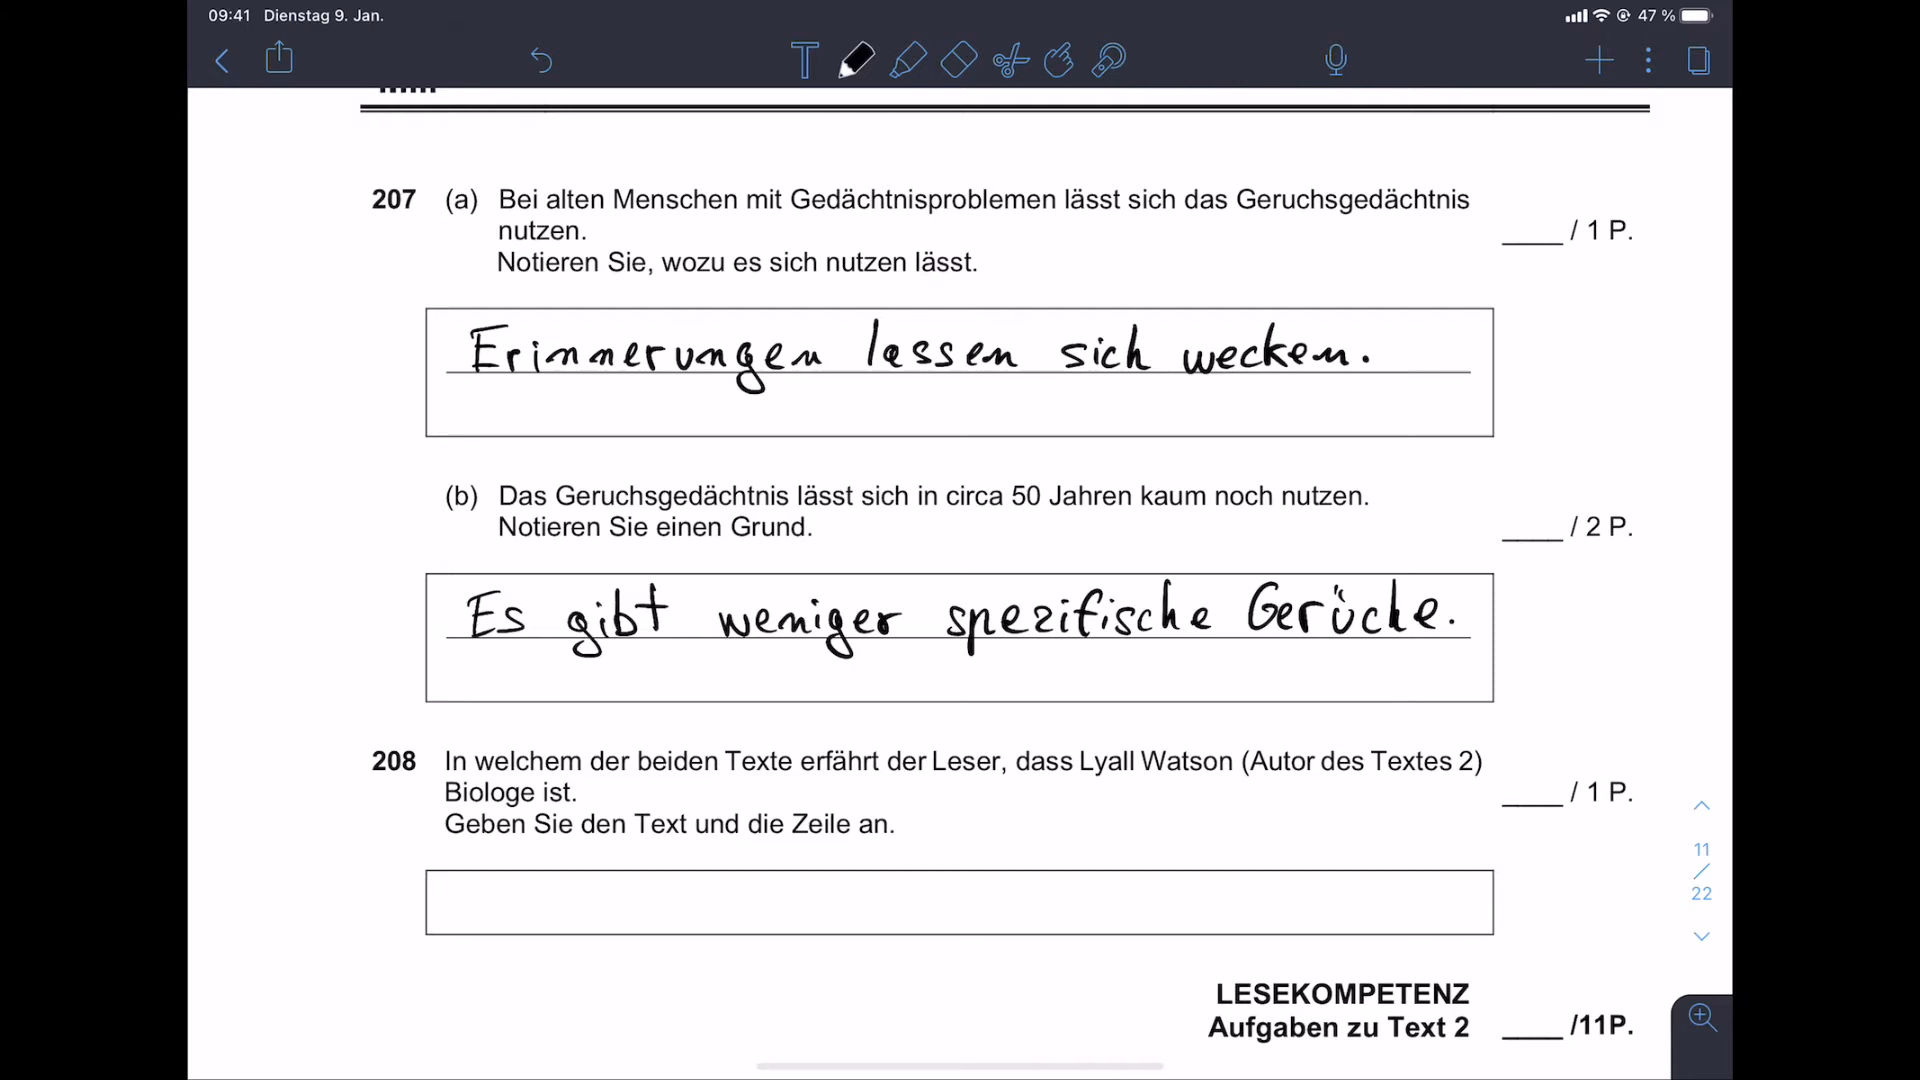 09:41 Dienstag 9. Jan.
47 %
207 (a) Bei alten Menschen mit Gedächtnisproblemen lässt sich das Geruchsgedächtnis
nutzen.
____ / 1 P.
Notieren Sie, wozu es sich nutzen lässt.
Erinnerungen lassen sich wecken.
(b) Das Geruchsgedächtnis lässt sich in circa 50 Jahren kaum noch nutzen.
Notieren Sie einen Grund.
____ / 2 P.
Es gibt weniger spezifische Gerüche.
208 In welchem der beiden Texte erfährt der Leser, dass Lyall Watson (Autor des Textes 2)
Biologe ist.
____ / 1 P.
Geben Sie den Text und die Zeile an.
11
/
22
LESEKOMPETENZ
Aufgaben zu Text 2 ____ /11P.